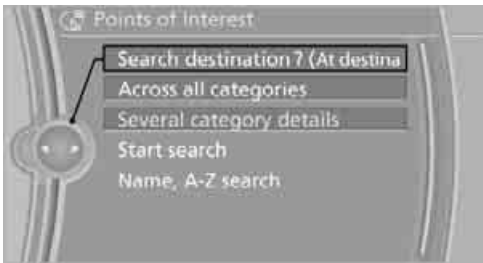 Points of Interest
Search destination ? (At destina
Across all categories
Several category details
Start search
Name, A-Z search